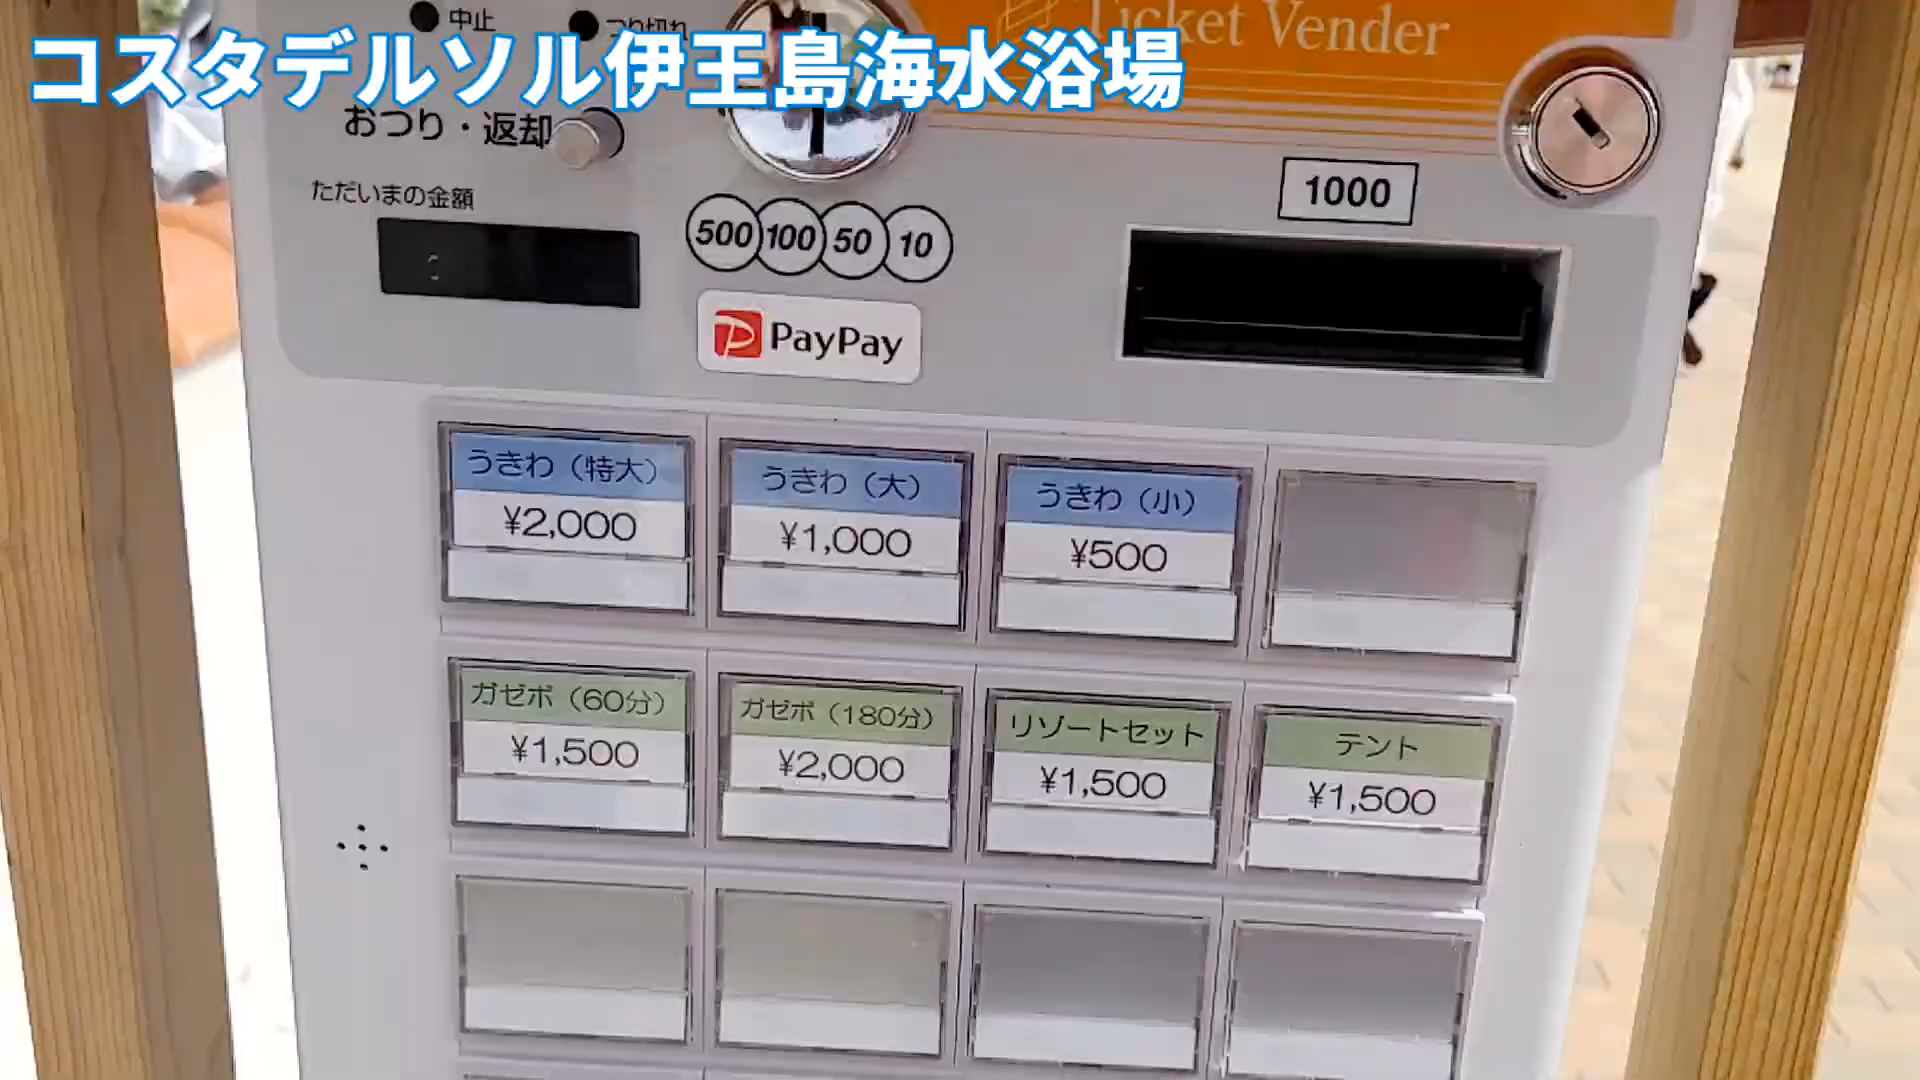 中止 つり切れ
Ticket Vender
コスタデルソル伊王島海水浴場
おつり・返却
ただいまの金額
500 100 50 10
1000
PayPay
うきわ（特大）
¥2,000
うきわ（大）
¥1,000
うきわ（小）
¥500
ガゼボ（60分）
¥1,500
ガゼボ（180分）
¥2,000
リゾートセット
¥1,500
テント
¥1,500